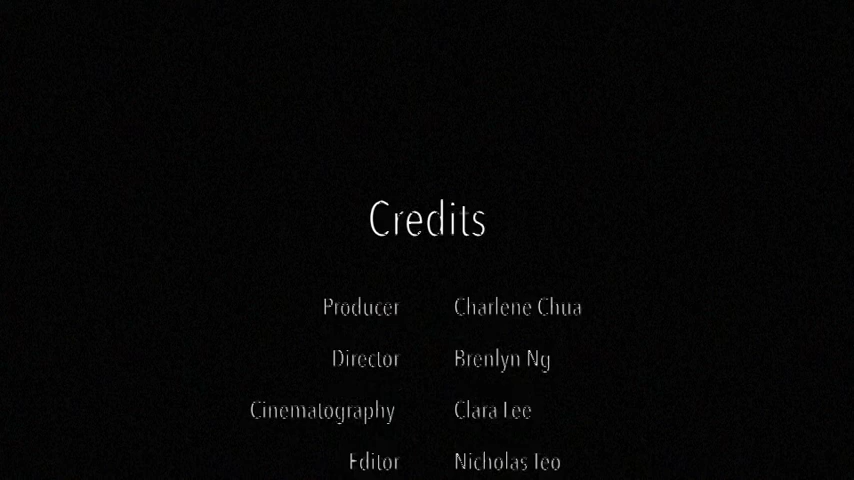 Credits
Producer Charlene Chua
Director Brenlyn Ng
Cinematography Clara Lee
Editor Nicholas Teo